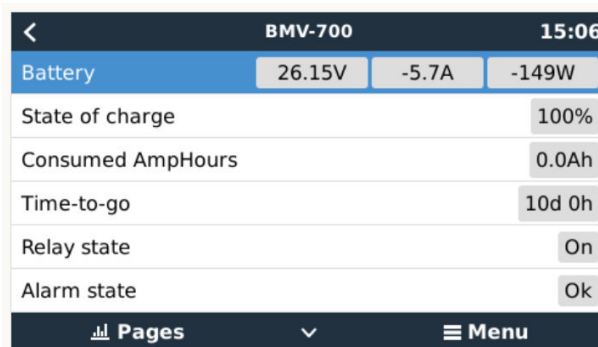 BMV-700 15:06
Battery 26.15V -5.7A -149W
State of charge 100%
Consumed AmpHours 0.0Ah
Time-to-go 10d 0h
Relay state On
Alarm state Ok
Pages Menu